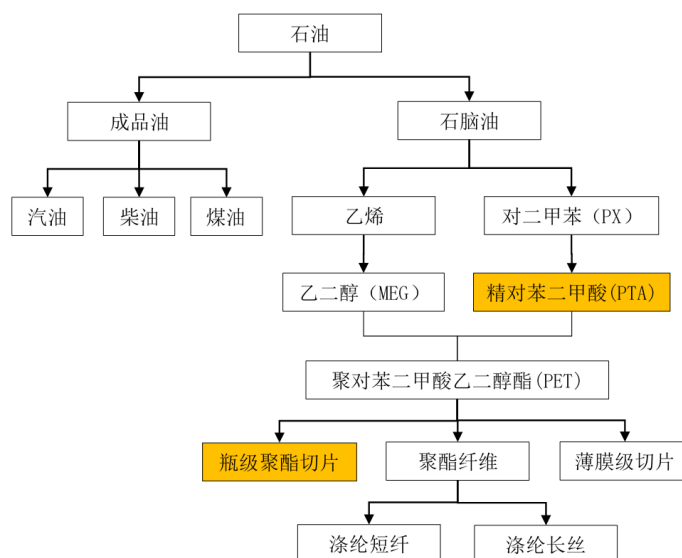 石油
成品油
石脑油
汽油
柴油
煤油
乙烯
对二甲苯（PX）
乙二醇（MEG）
精对苯二甲酸(PTA)
聚对苯二甲酸乙二醇酯(PET)
瓶级聚酯切片
聚酯纤维
薄膜级切片
涤纶短纤
涤纶长丝